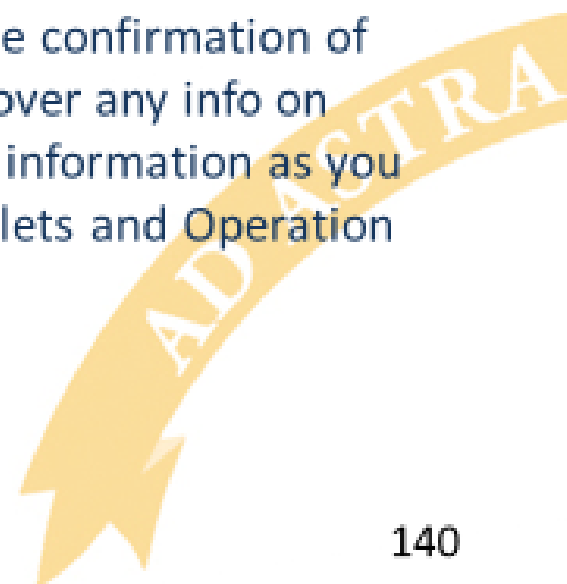 e confirmation of
over any info on
information as you
lets and Operation
AD ASTRA
140